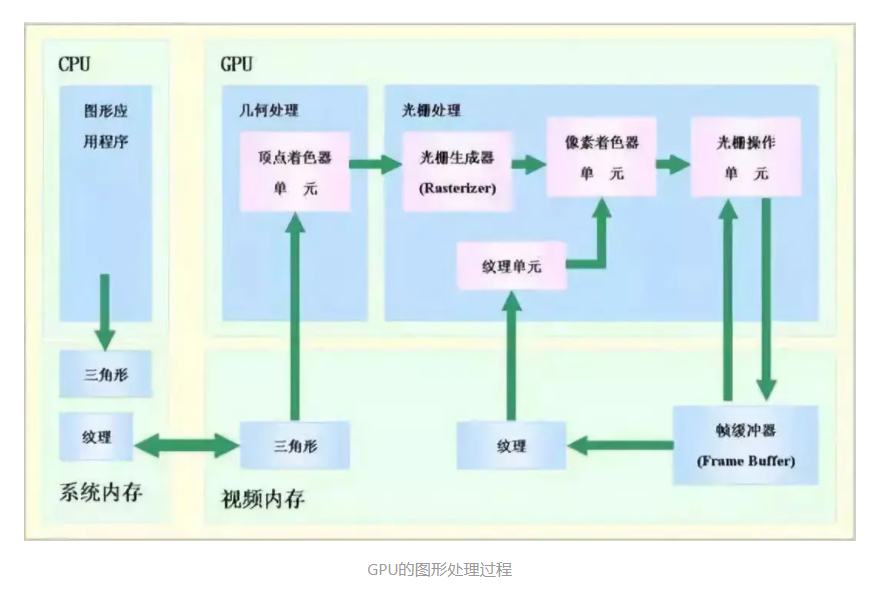 CPU
图形应
用程序
三角形
纹理
系统内存
GPU
几何处理
顶点着色器
单 元
光栅处理
光栅生成器
(Rasterizer)
像素着色器
单 元
光栅操作
单 元
纹理单元
三角形
纹理
帧缓冲器
(Frame Buffer)
视频内存
GPU的图形处理过程